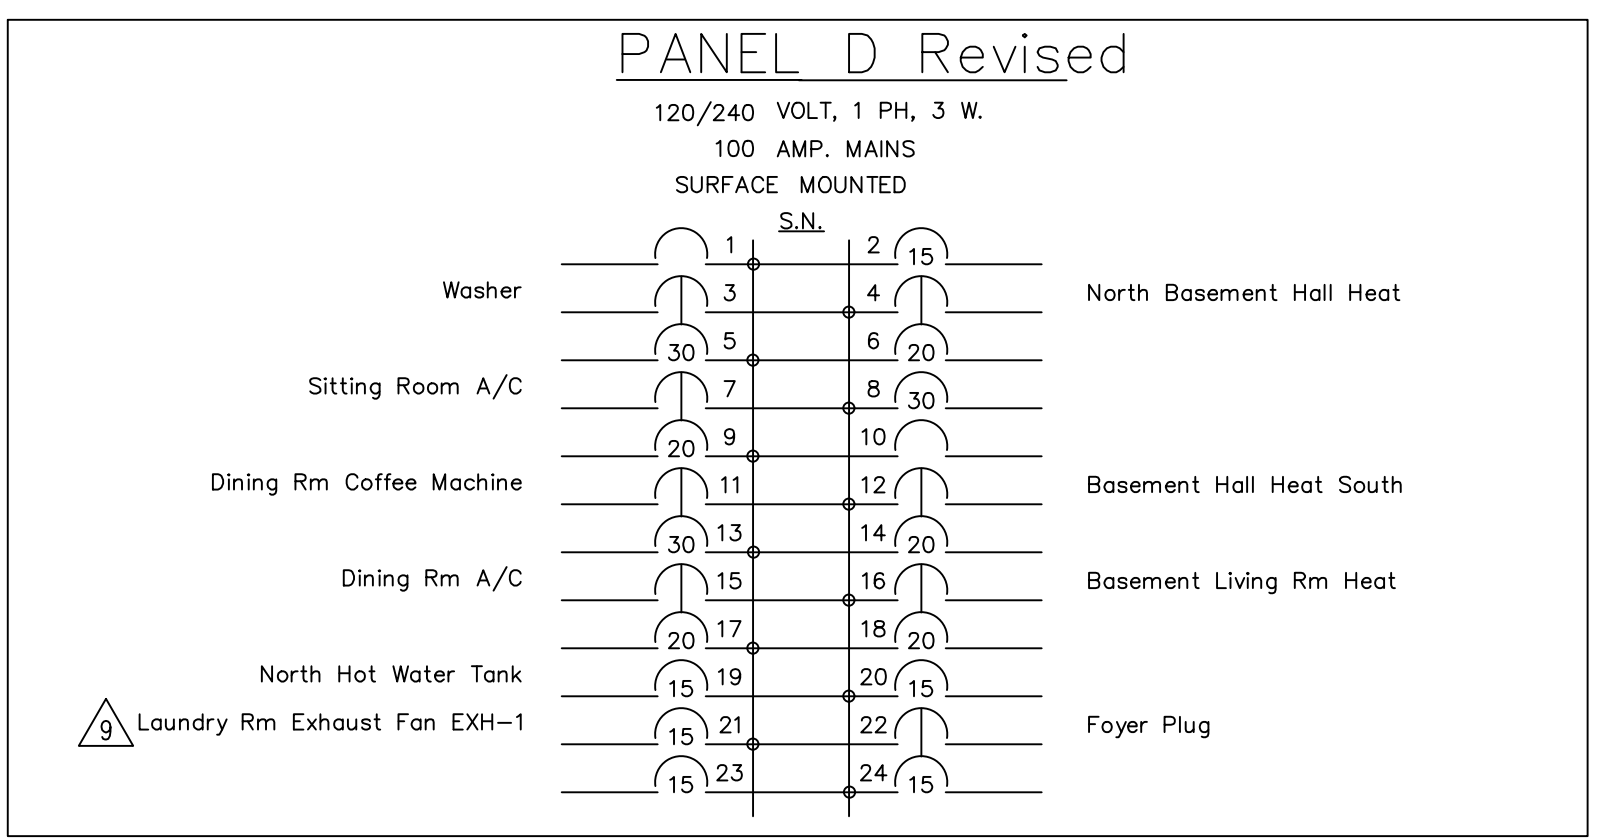 PANEL D Revised
120/240 VOLT, 1 PH, 3 W.
100 AMP. MAINS
SURFACE MOUNTED
S.N.
1 2 15
Washer 3 4 North Basement Hall Heat
30 5 6 20
Sitting Room A/C 7 8 30
20 9 10
Dining Rm Coffee Machine 11 12 Basement Hall Heat South
30 13 14 20
Dining Rm A/C 15 16 Basement Living Rm Heat
20 17 18 20
North Hot Water Tank 15 19 20 15
9 Laundry Rm Exhaust Fan EXH-1 15 21 22 Foyer Plug
15 23 24 15